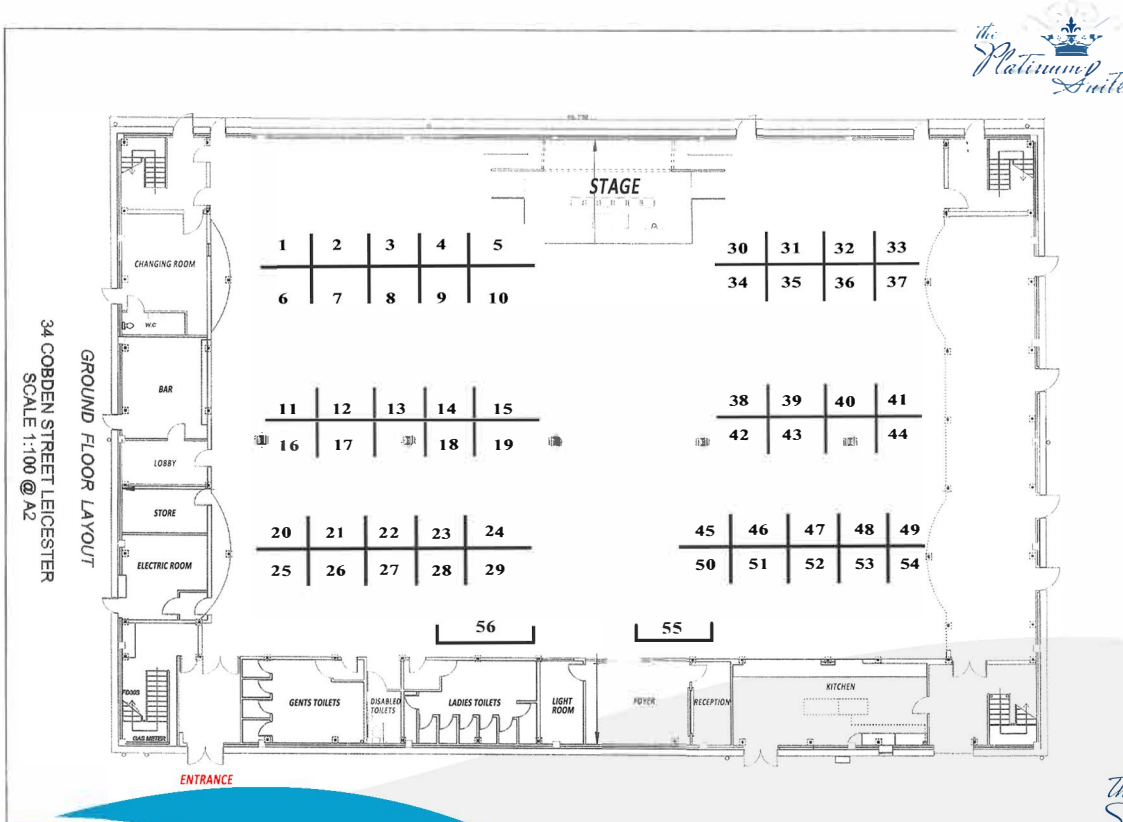 The
Platinum
Suite
STAGE
1 2 3 4 5
30 31 32 33
CHANGING ROOM
34 35 36 37
6 7 8 9 10
W.C
BAR
11 12 13 14 15
38 39 40 41
16 17 18 19
42 43 44
LOBBY
STORE
20 21 22 23 24
45 46 47 48 49
ELECTRIC ROOM
25 26 27 28 29
50 51 52 53 54
56
55
GENTS TOILETS
DISABLED
TOILETS
LADIES TOILETS
LIGHT
ROOM
FOYER
RECEPTION
KITCHEN
GAS METER
ENTRANCE
GROUND FLOOR LAYOUT
34 COBDEN STREET LEICESTER
SCALE 1:100 @ A2